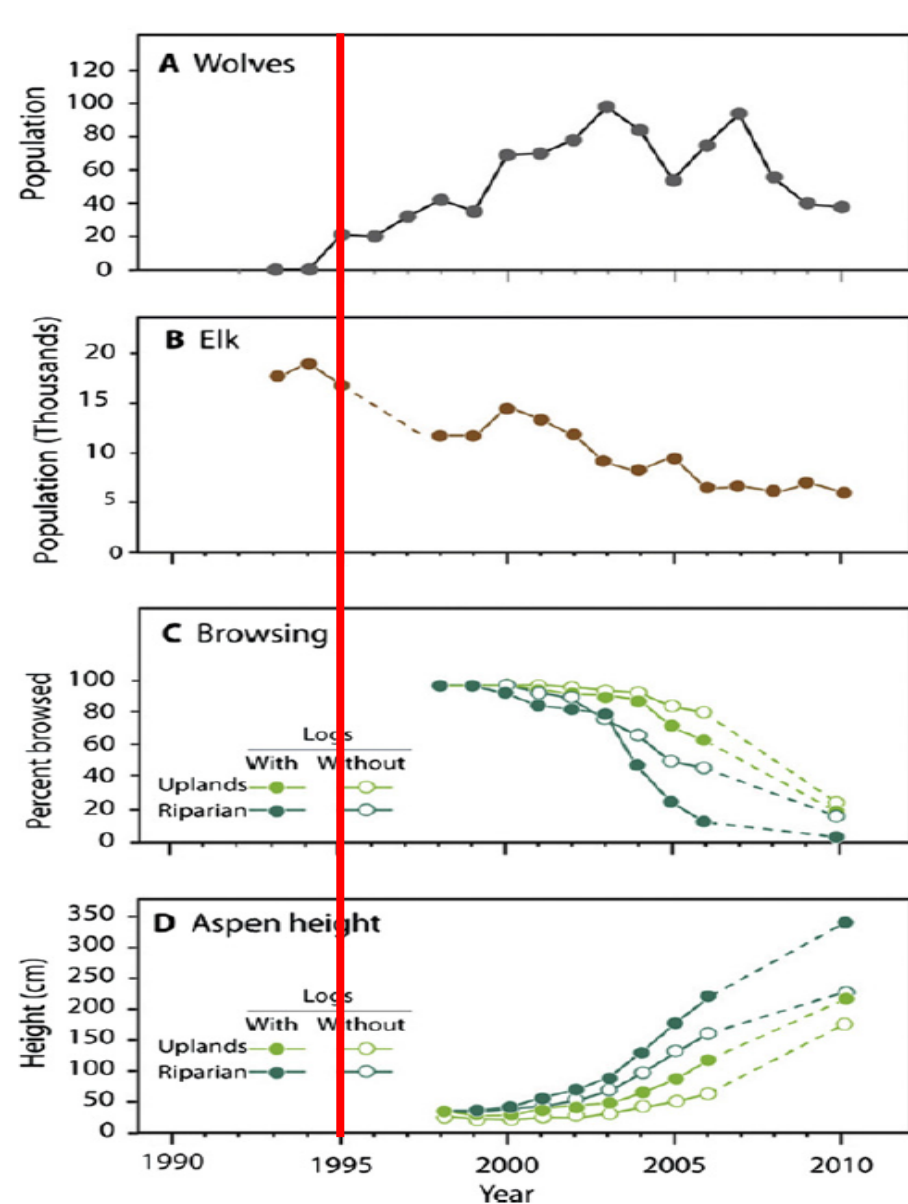 A Wolves
Population
120
100
80
60
40
20
0
B Elk
Population (Thousands)
20
15
10
5
0
C Browsing
Percent browsed
100
80
60
40
20
0
Logs
With Without
Uplands
Riparian
D Aspen height
Height (cm)
350
300
250
200
150
100
50
0
Logs
With Without
Uplands
Riparian
1990 1995 2000 2005 2010
Year